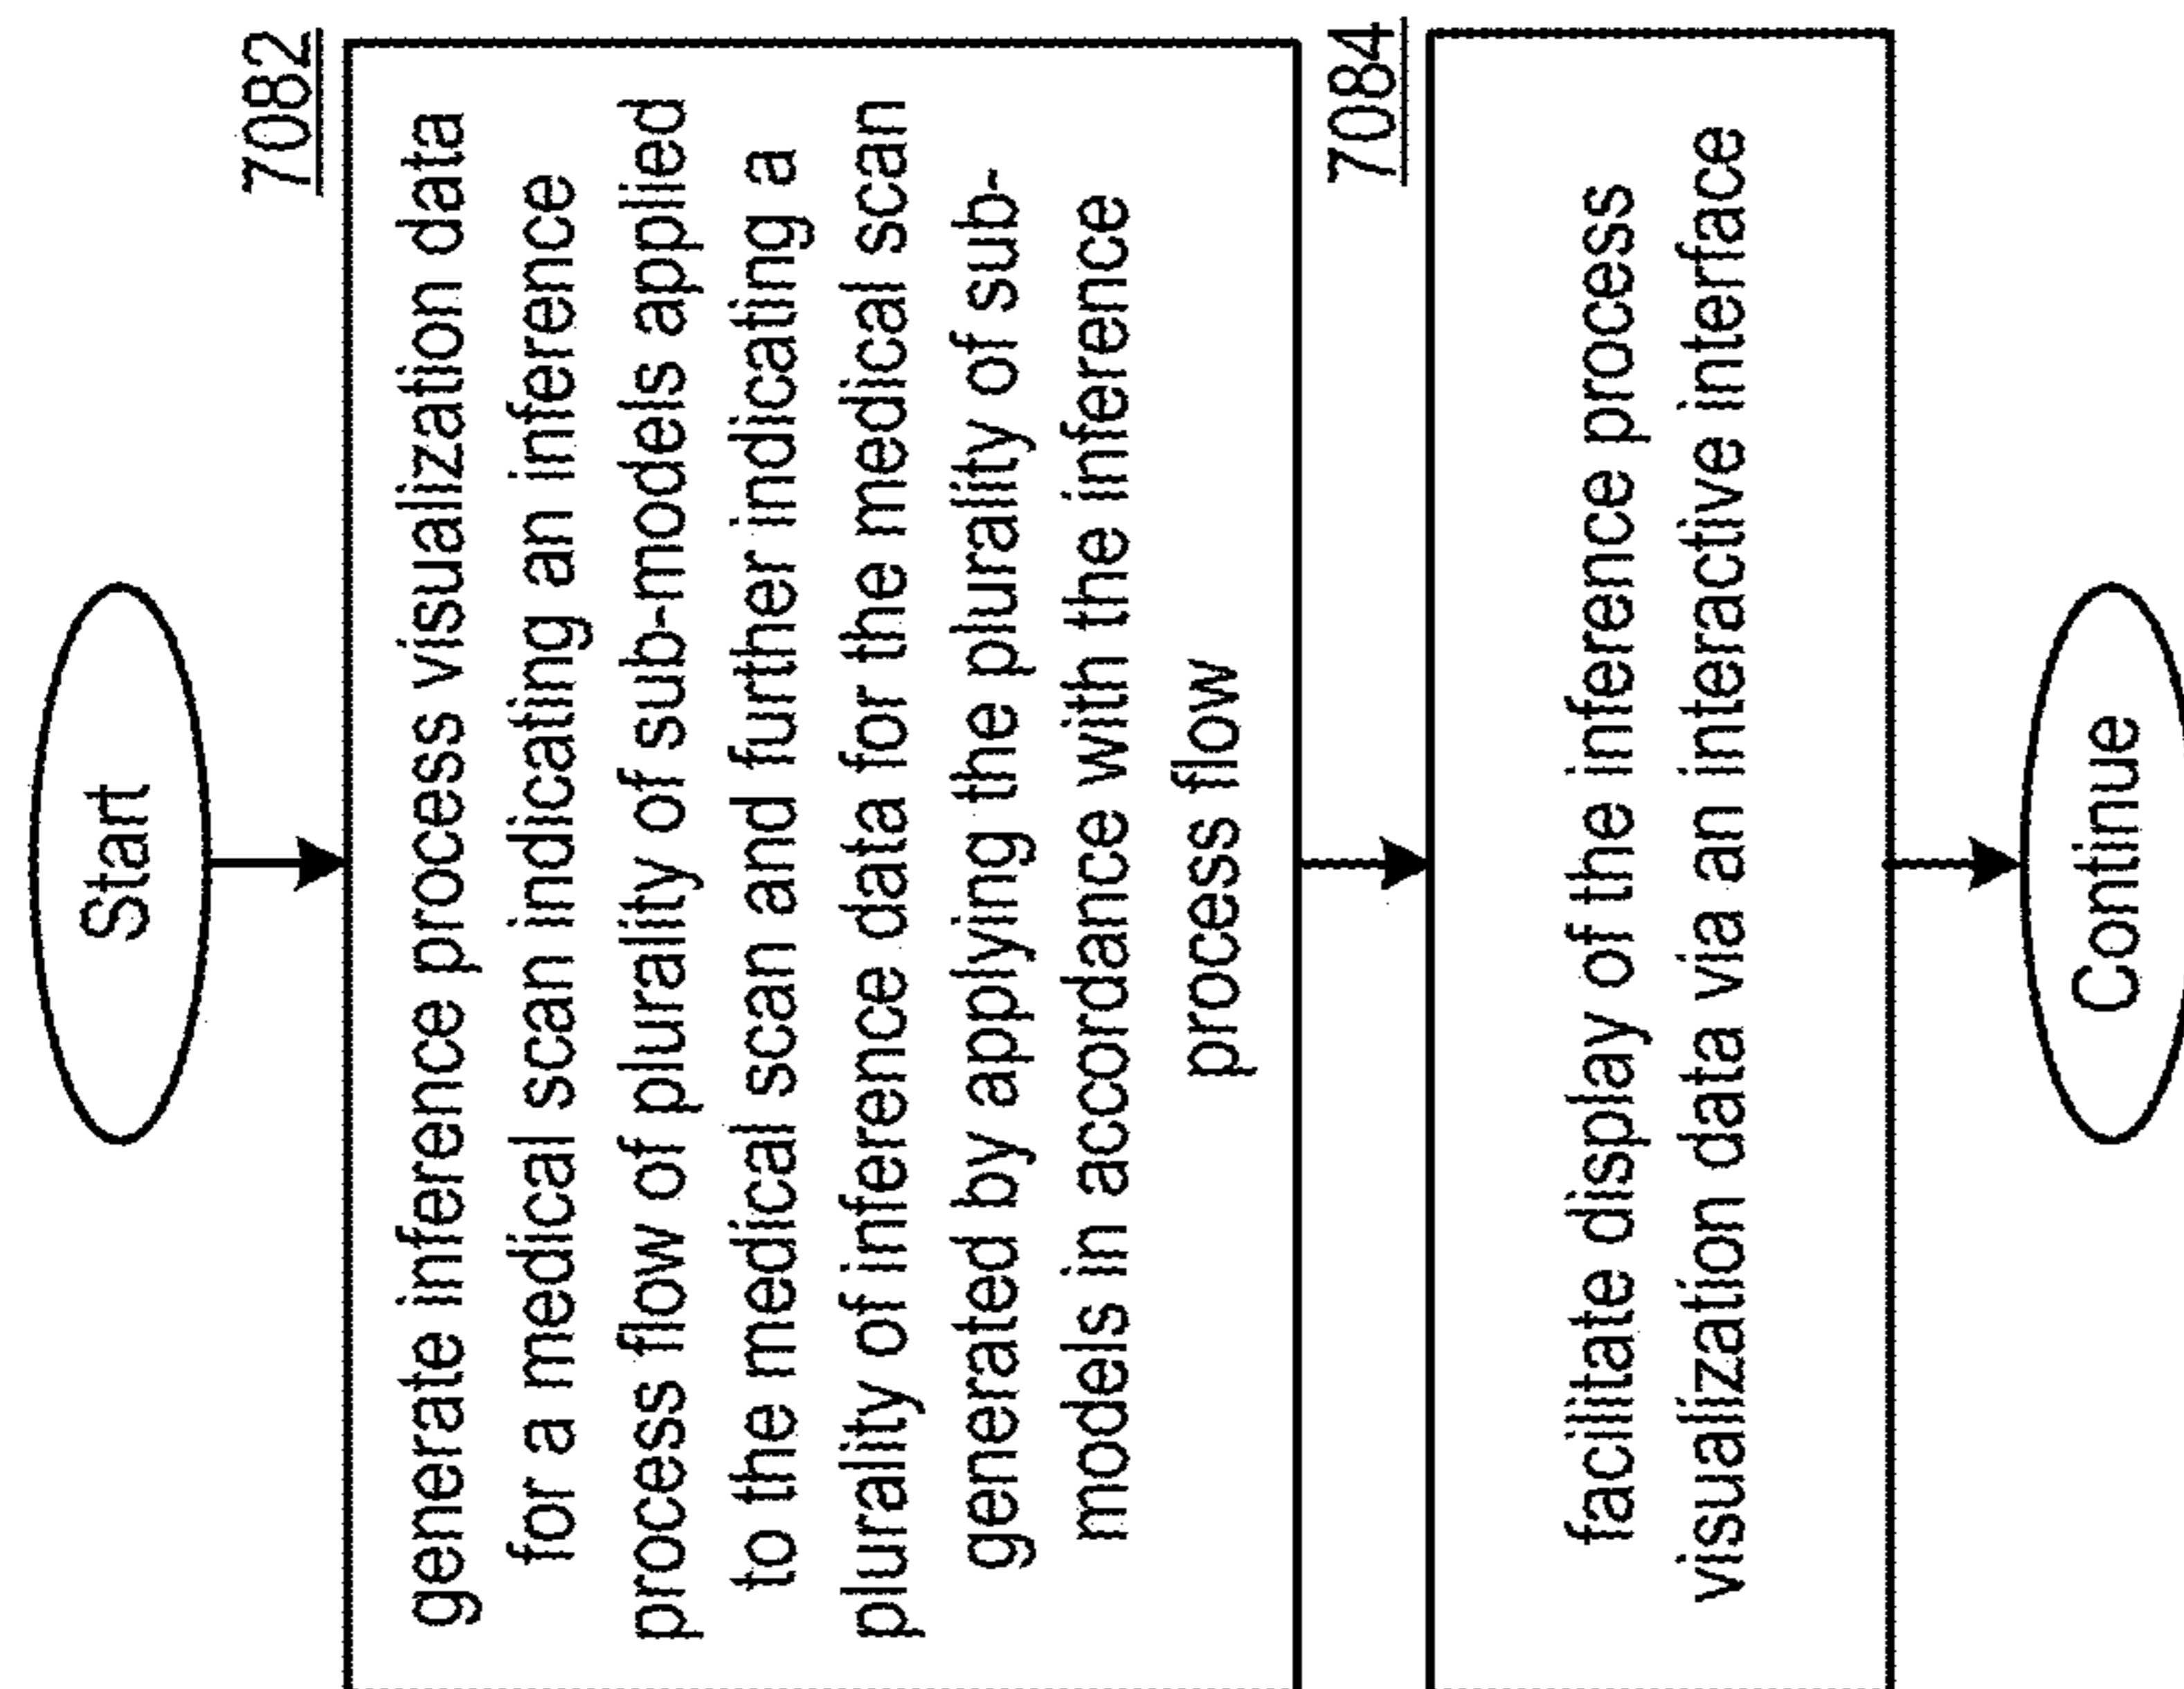 Start
7082
generate inference process visualization data
for a medical scan indicating an inference
process flow of plurality of sub-models applied
to the medical scan and further indicating a
plurality of inference data for the medical scan
generated by applying the plurality of sub-
models in accordance with the inference
process flow
7084
facilitate display of the inference process
visualization data via an interactive interface
Continue